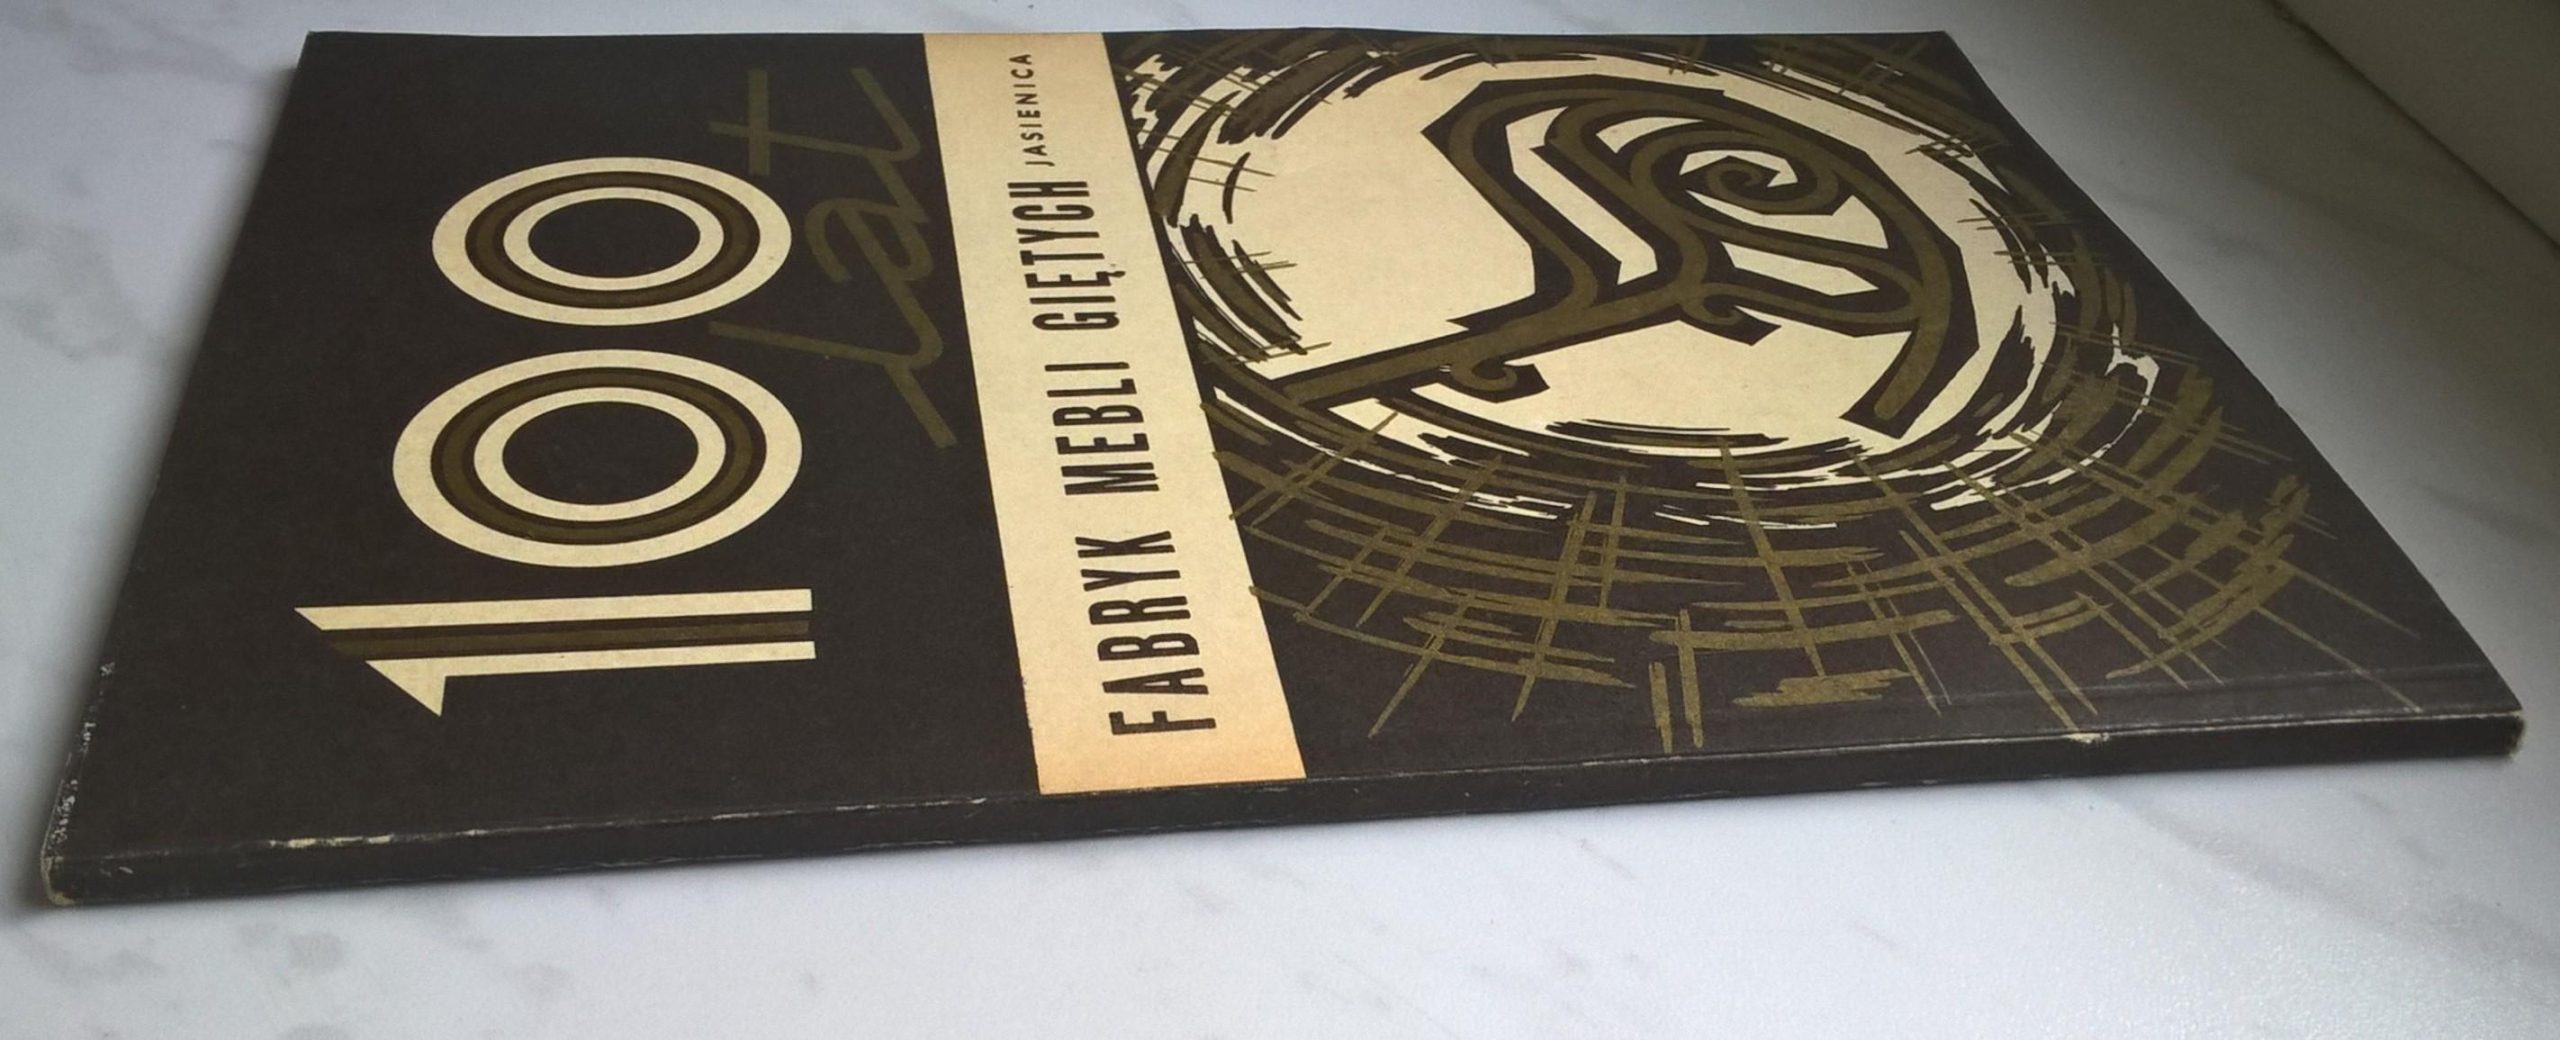 100
lat
FABRYK MEBLI GIĘTYCH JASIENICA